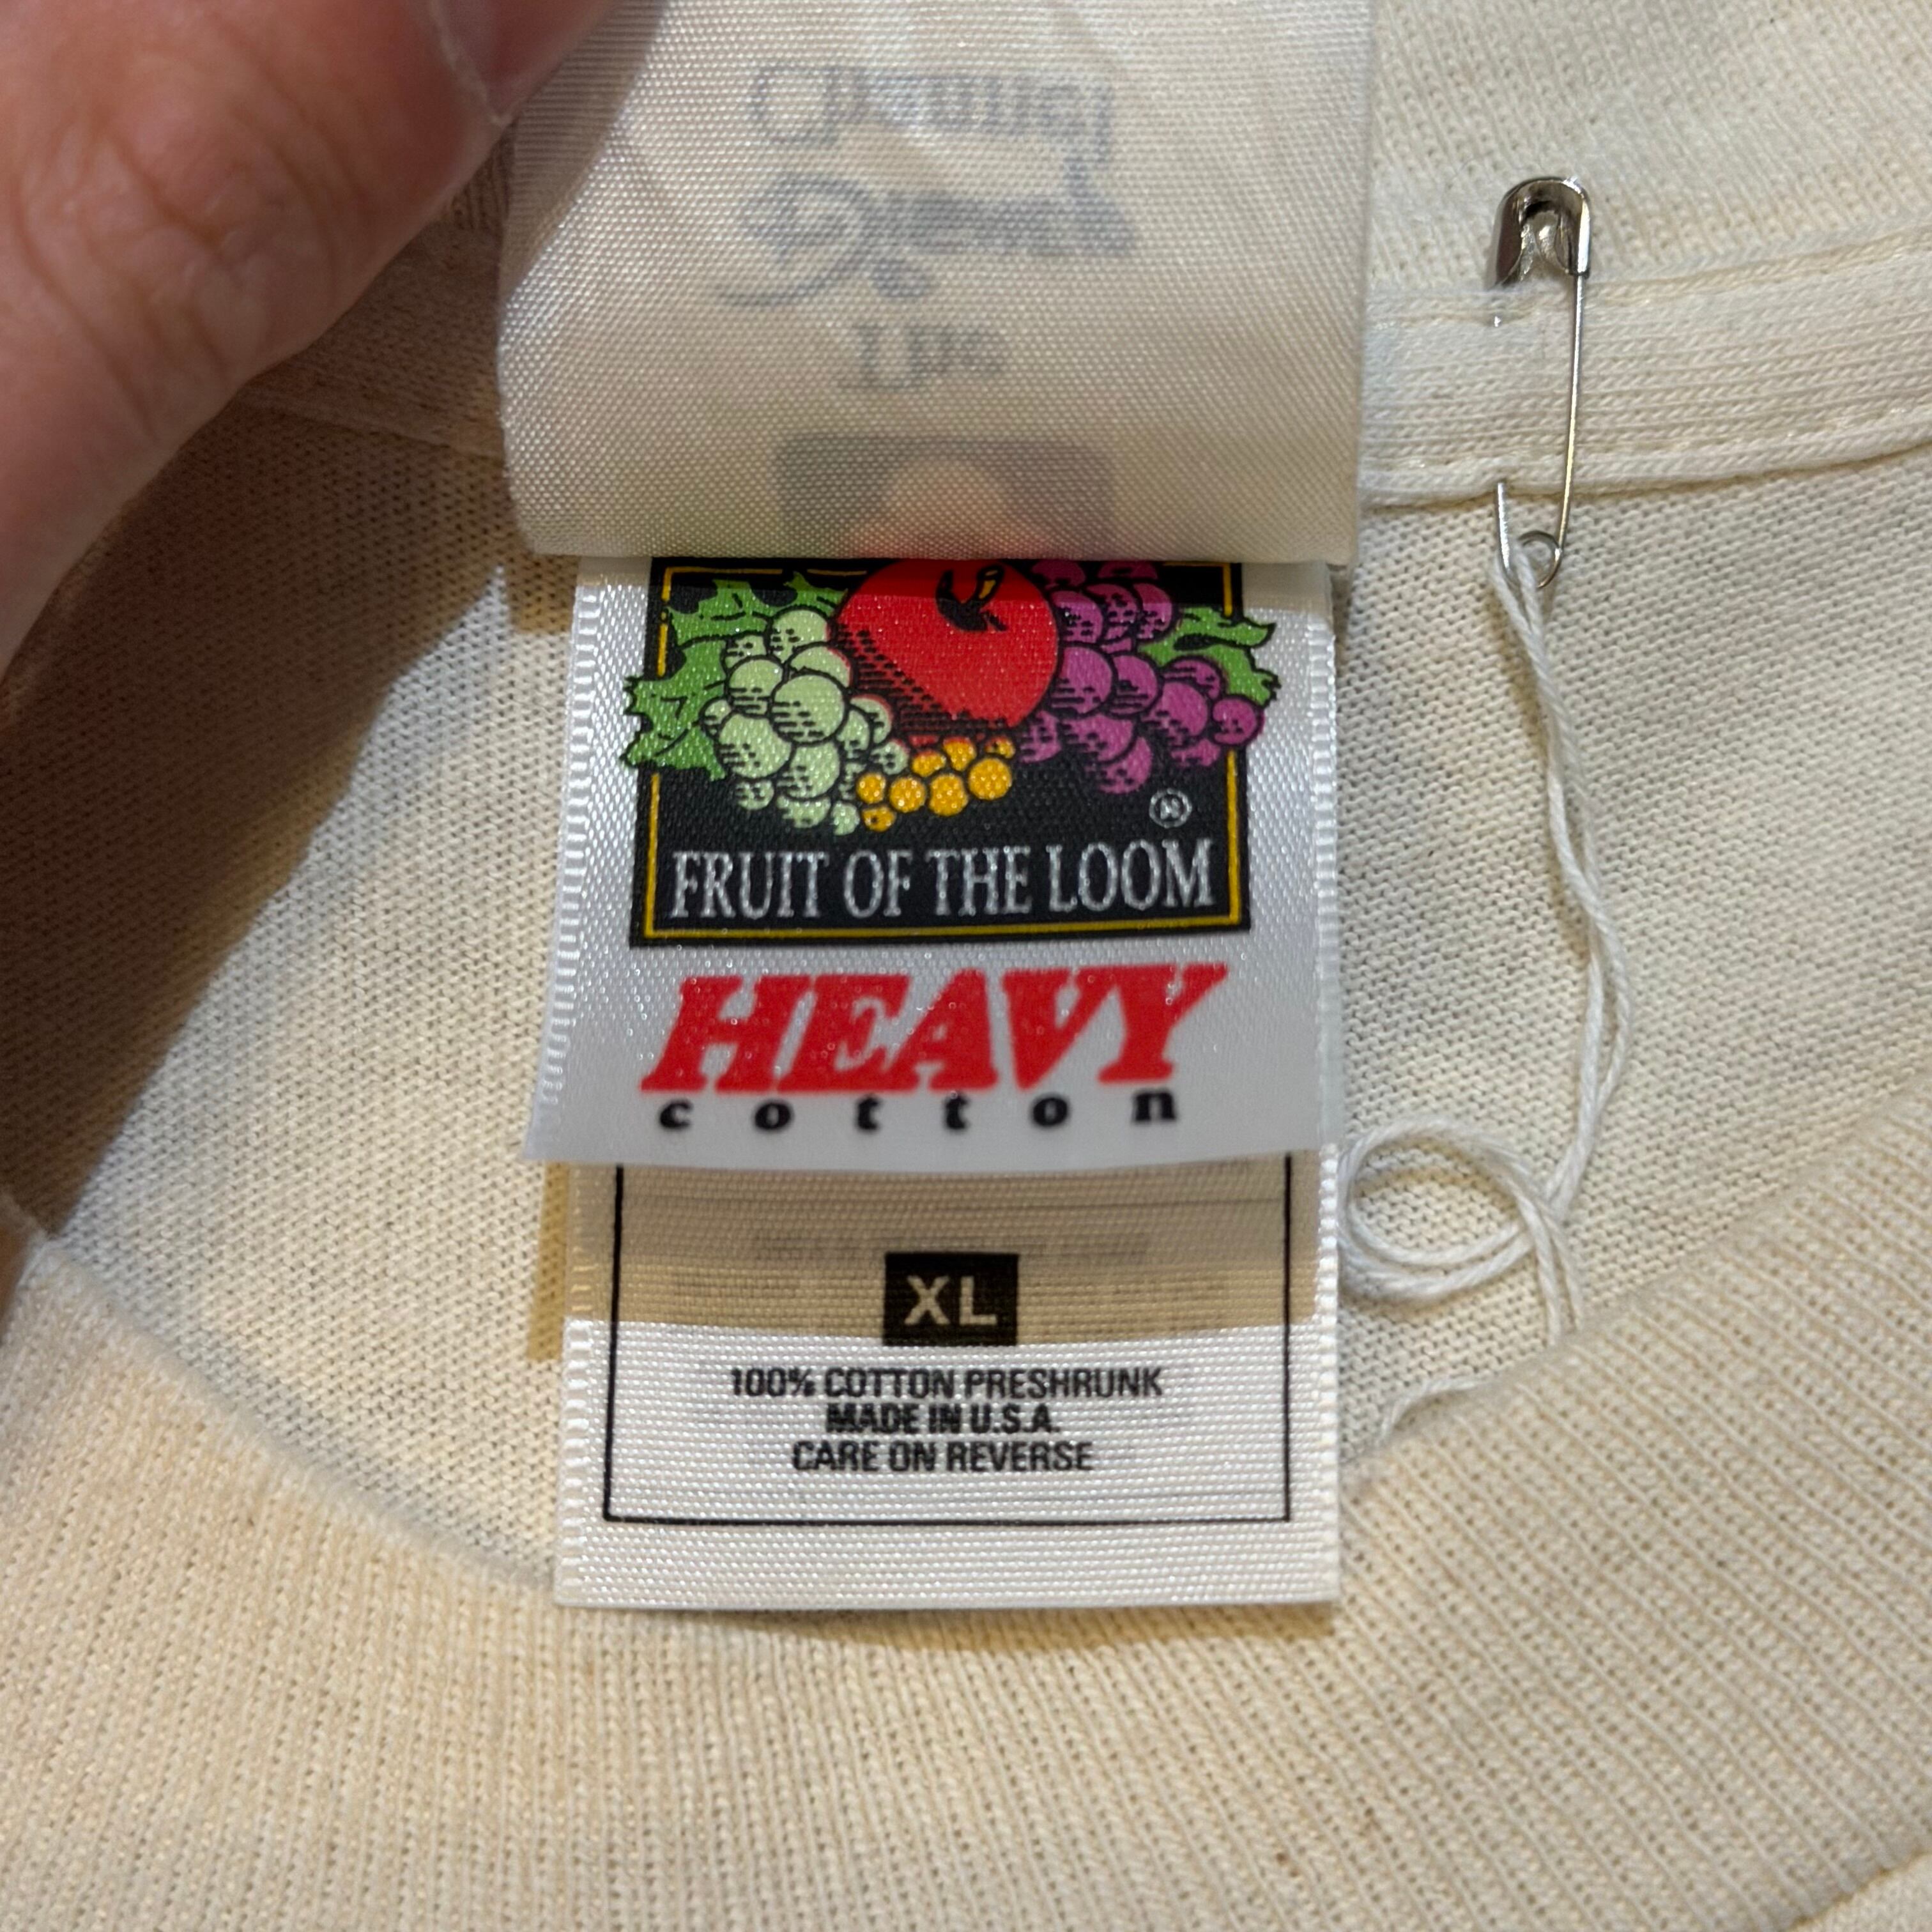 ®
FRUIT OF THE LOOM
HEAVY
cotton
XL
100% COTTON PRESHRUNK
MADE IN U.S.A.
CARE ON REVERSE